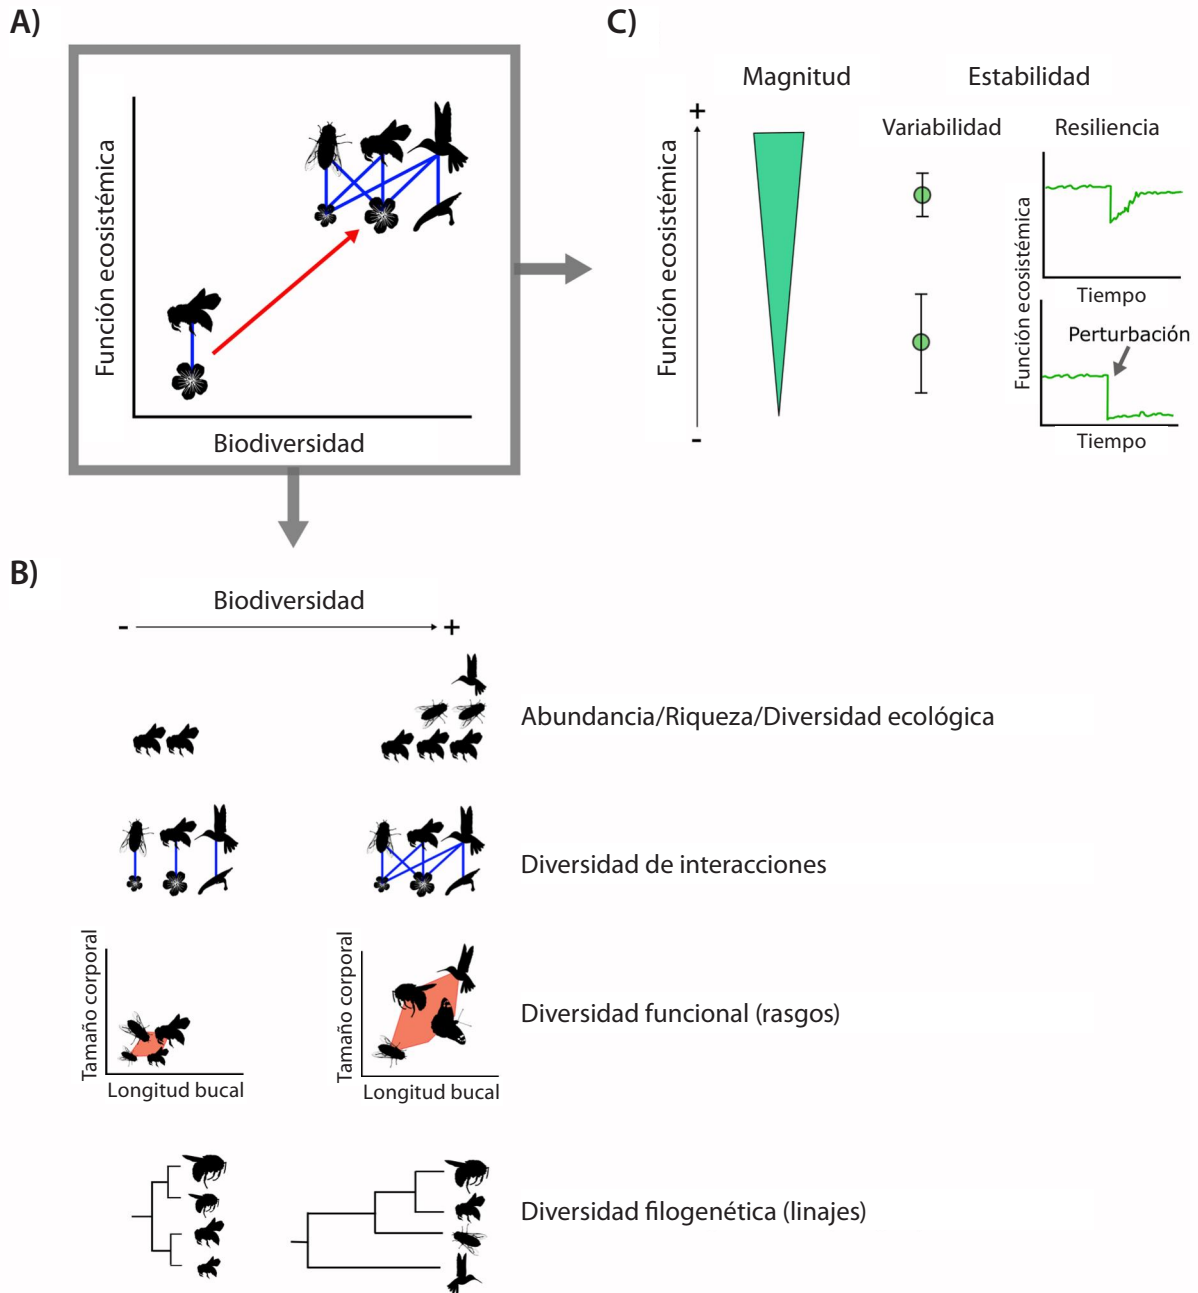 A)
Función ecosistémica
Biodiversidad
C)
Magnitud
Estabilidad
Variabilidad
Resiliencia
+
Función ecosistémica
-
Función ecosistémica
Tiempo
Perturbación
Tiempo
B)
Biodiversidad
- +
Abundancia/Riqueza/Diversidad ecológica
Diversidad de interacciones
Tamaño corporal
Longitud bucal
Tamaño corporal
Longitud bucal
Diversidad funcional (rasgos)
Diversidad filogenética (linajes)